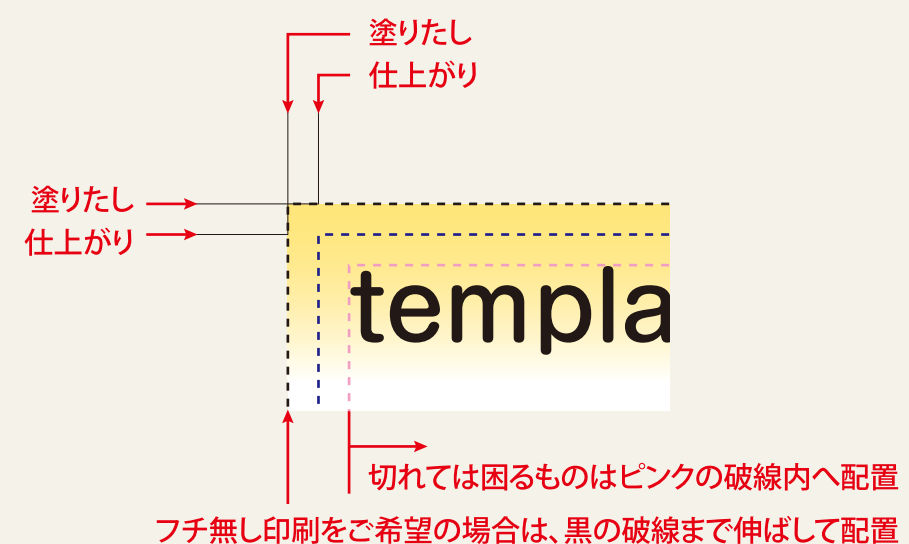 塗りたし
仕上がり
塗りたし
仕上がり
templa
切れては困るものはピンクの破線内へ配置
フチ無し印刷をご希望の場合は、黒の破線まで伸ばして配置